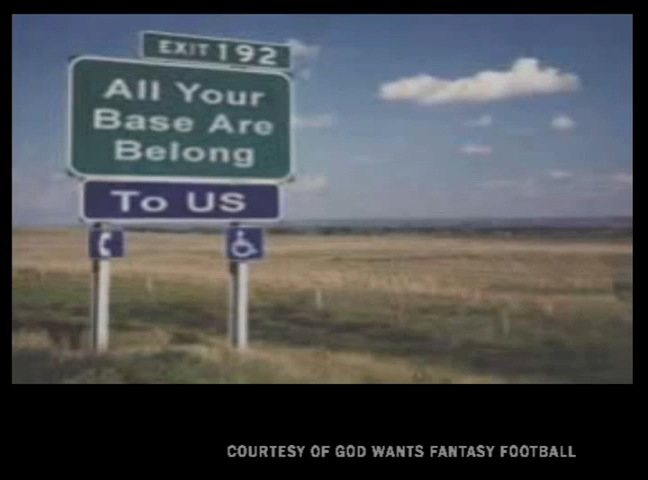 EXIT 192
All Your
Base Are
Belong
To US
COURTESY OF GOD WANTS FANTASY FOOTBALL